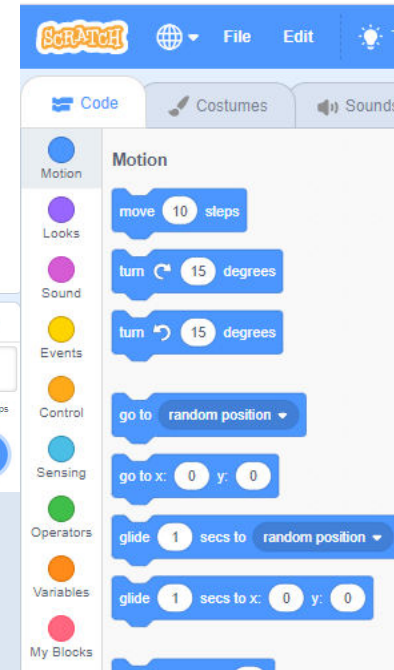 SCRATCH File Edit
Code Costumes Sounds
Motion
Looks
Sound
Events
Control
Sensing
Operators
Variables
My Blocks
Motion
move 10 steps
turn 15 degrees
turn 15 degrees
go to random position
go to x: 0 y: 0
glide 1 secs to random position
glide 1 secs to x: 0 y: 0